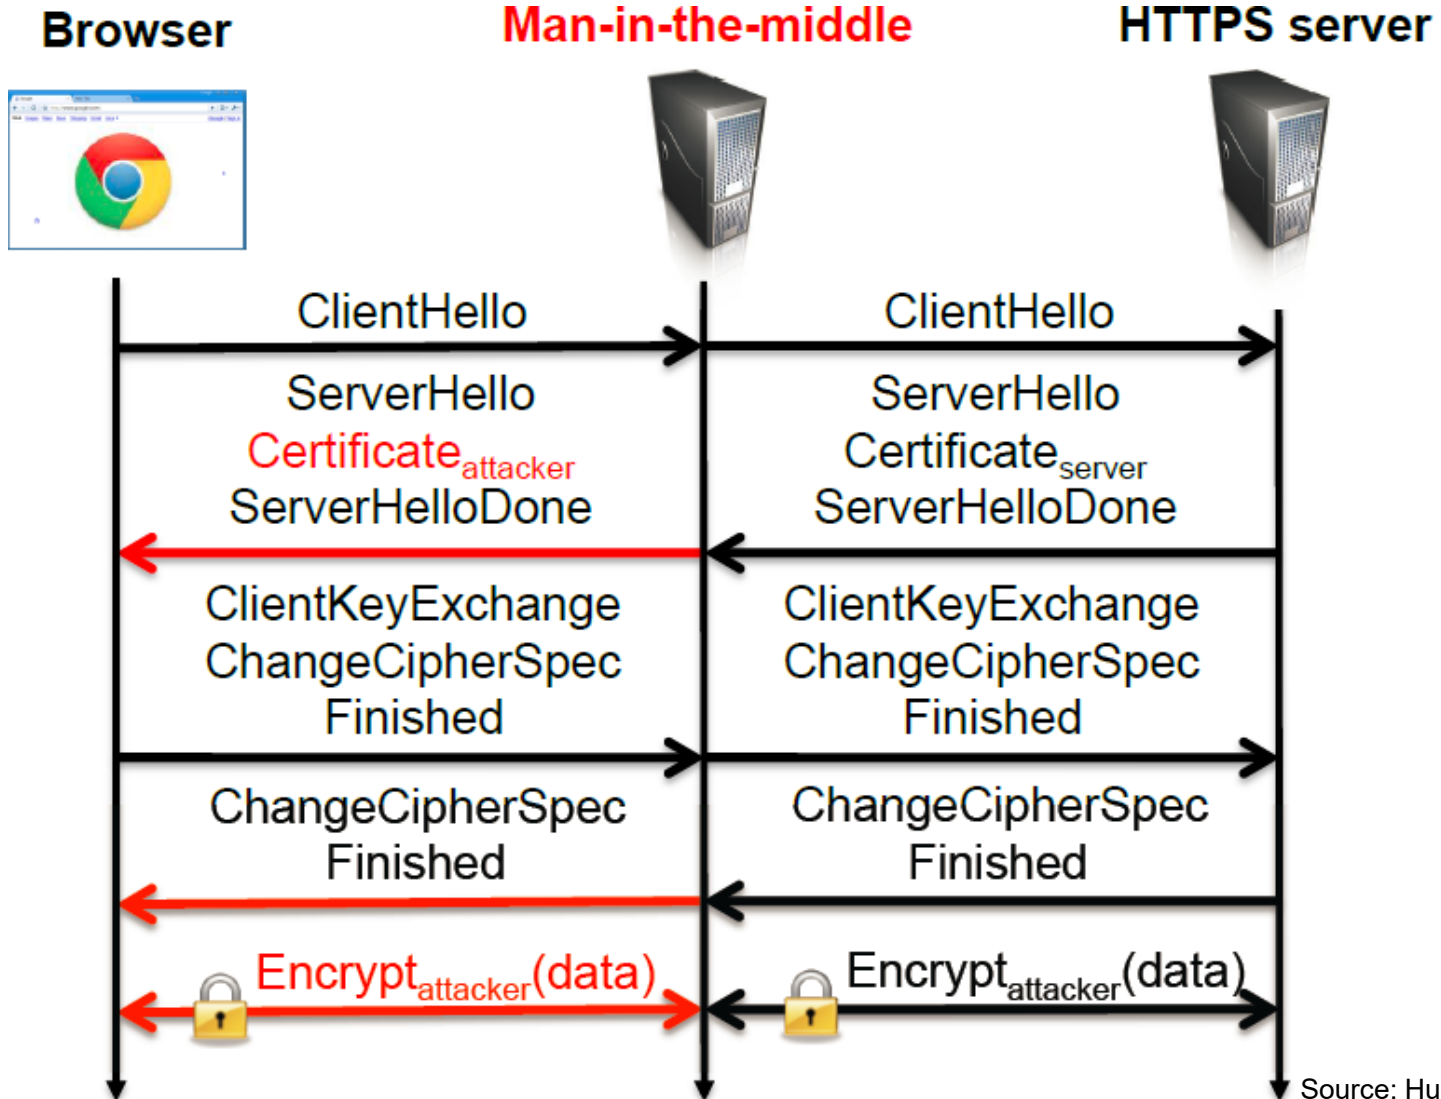 Browser
Man-in-the-middle
HTTPS server
ClientHello
ClientHello
ServerHello
Certificateattacker
ServerHelloDone
ServerHello
Certificateserver
ServerHelloDone
ClientKeyExchange
ChangeCipherSpec
Finished
ClientKeyExchange
ChangeCipherSpec
Finished
ChangeCipherSpec
Finished
ChangeCipherSpec
Finished
Encryptattacker(data)
Encryptattacker(data)
Source: Hu